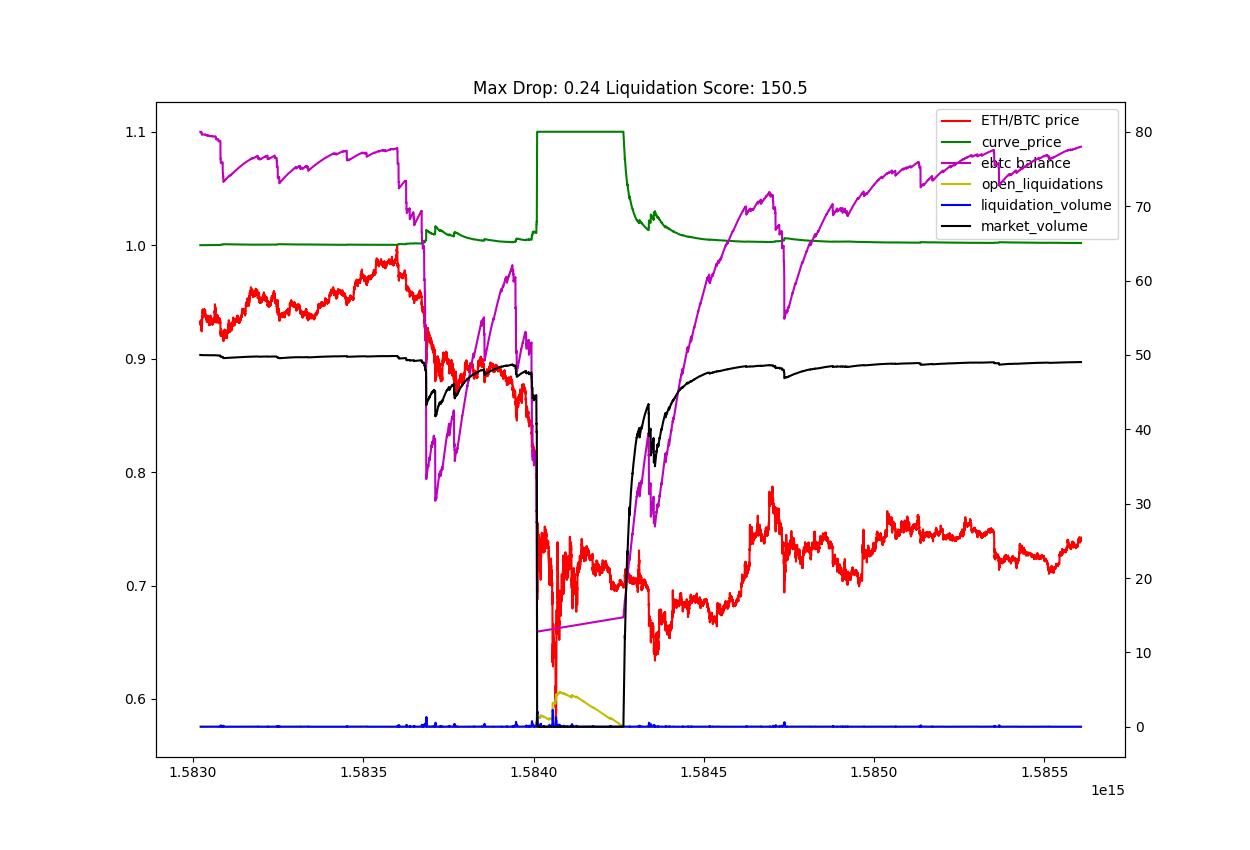 Max Drop: 0.24 Liquidation Score: 150.5
ETH/BTC price
curve_price
ebtc balance
open_liquidations
liquidation_volume
market_volume
1.1
1.0
0.9
0.8
0.7
0.6
80
70
60
50
40
30
20
10
0
1.5830
1.5835
1.5840
1.5845
1.5850
1.5855
1e15